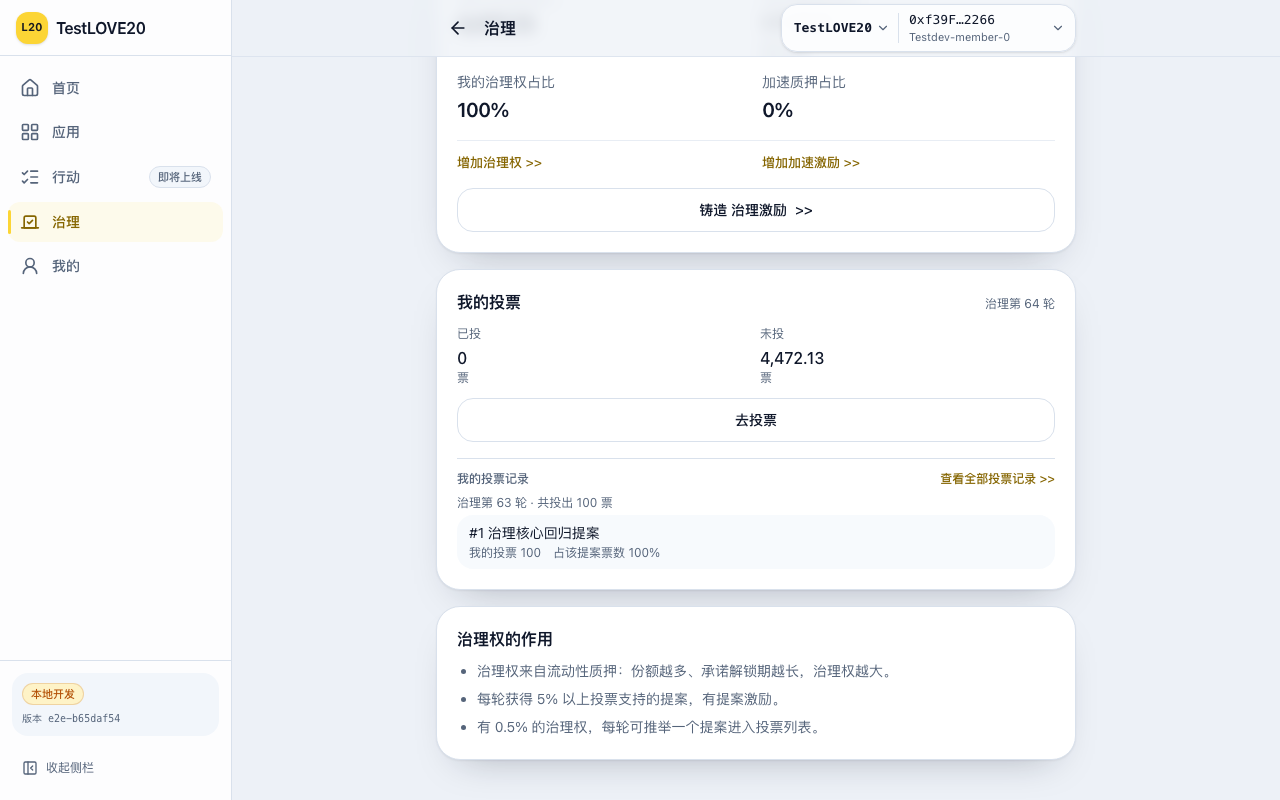 L20 TestLOVE20
首页
应用
行动 即将上线
治理
我的
本地开发
版本 e2e-b65daf54
收起侧栏
治理
TestLOVE20
0xf39F…2266
Testdev-member-0
我的治理权占比 加速质押占比
100% 0%
增加治理权 >> 增加加速激励 >>
铸造 治理激励 >>
我的投票 治理第 64 轮
已投 未投
0 4,472.13
票 票
去投票
我的投票记录 查看全部投票记录 >>
治理第 63 轮 · 共投出 100 票
#1 治理核心回归提案
我的投票 100 占该提案票数 100%
治理权的作用
• 治理权来自流动性质押：份额越多、承诺解锁期越长，治理权越大。
• 每轮获得 5% 以上投票支持的提案，有提案激励。
• 有 0.5% 的治理权，每轮可推举一个提案进入投票列表。